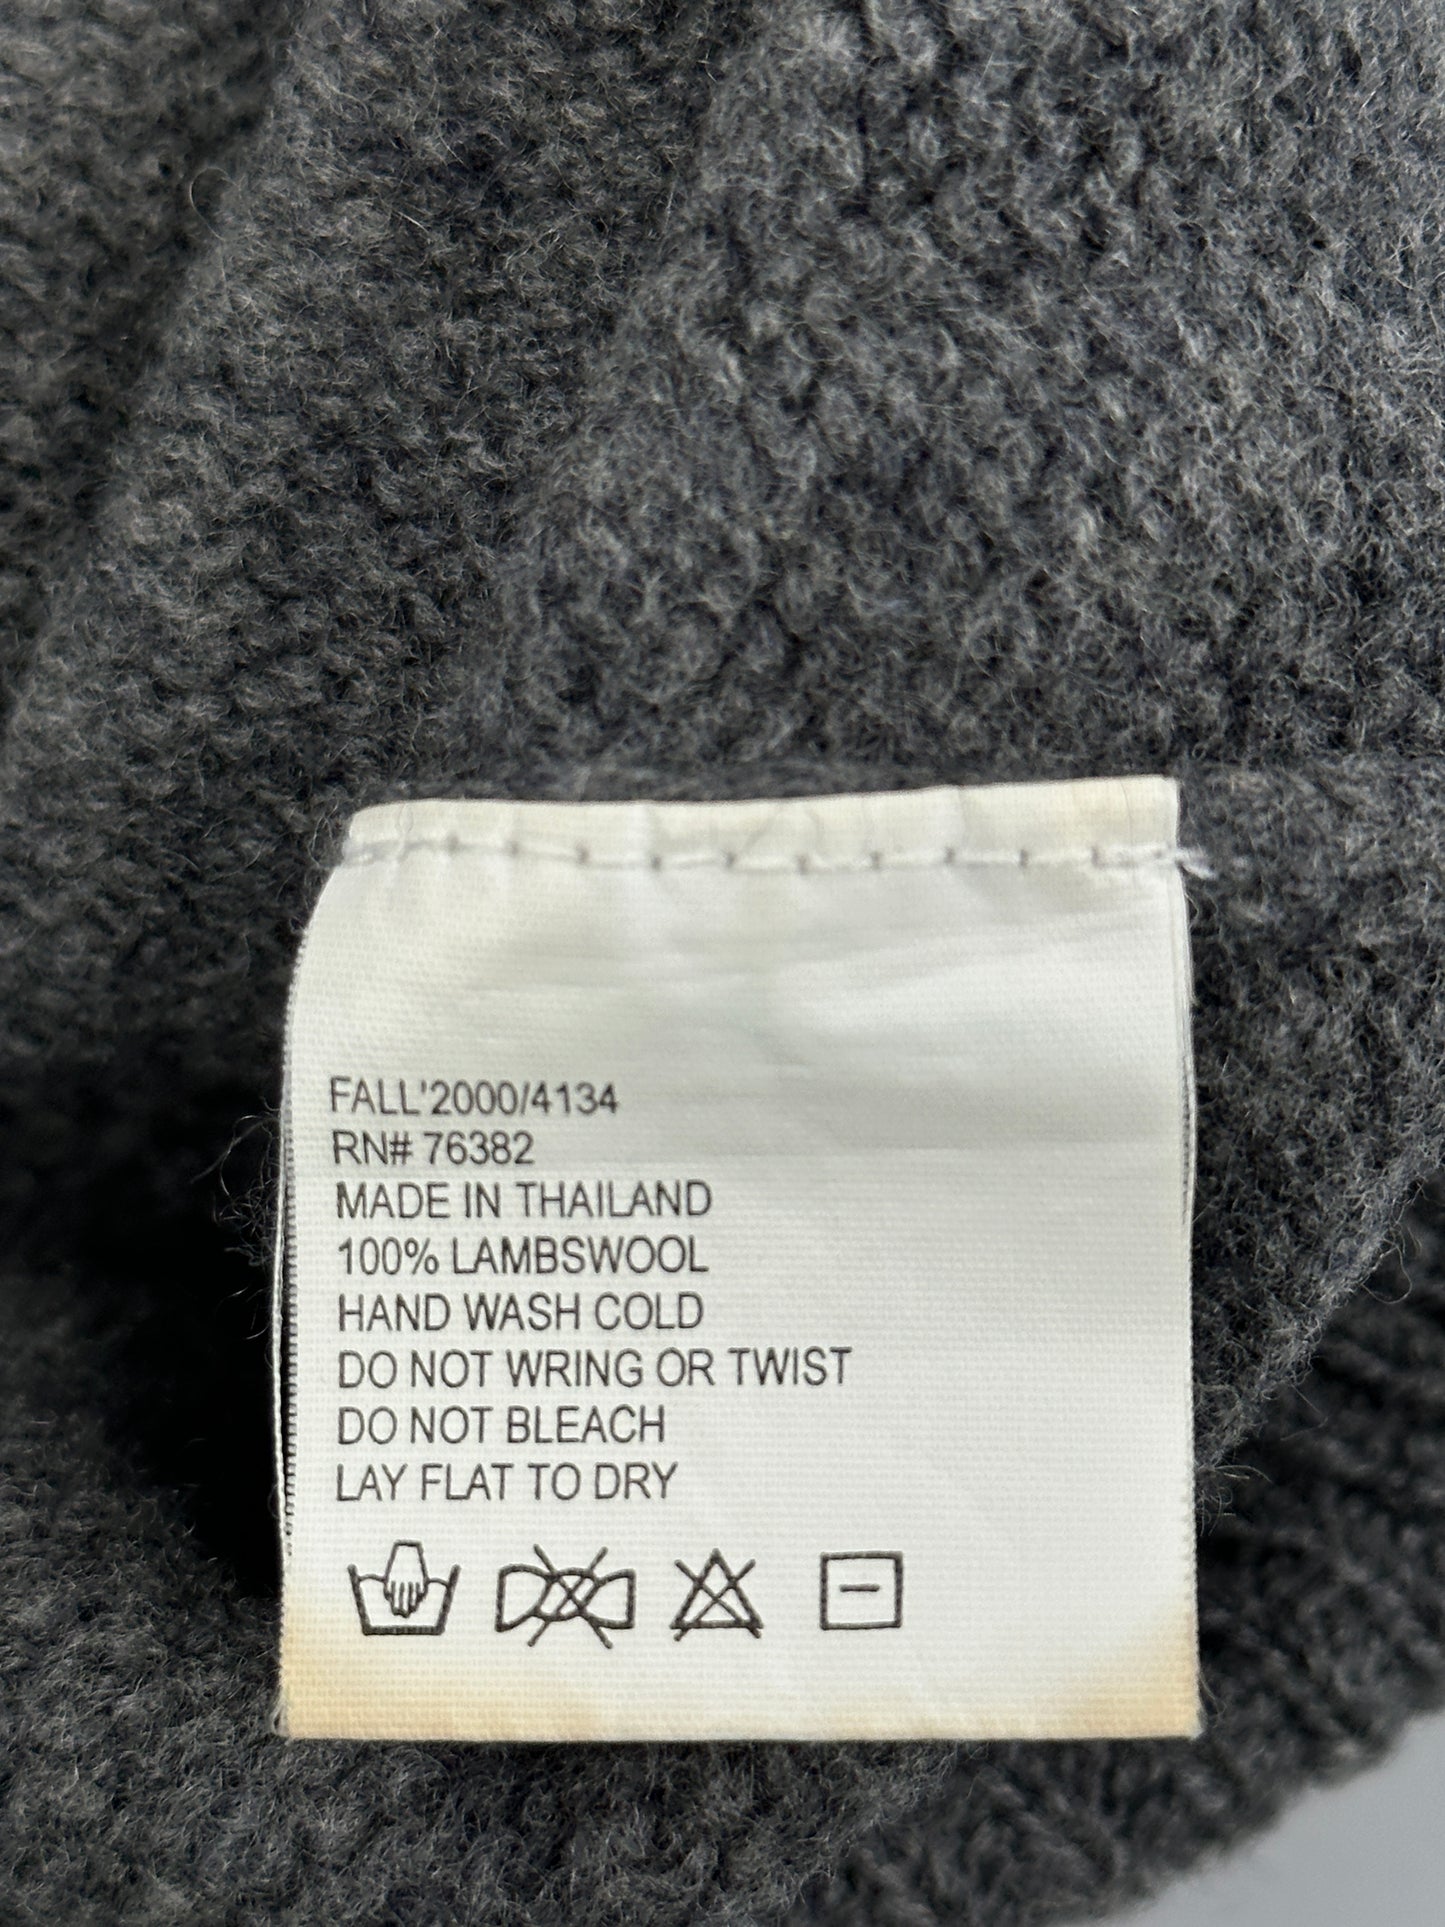 FALL'2000/4134
RN# 76382
MADE IN THAILAND
100% LAMBSWOOL
HAND WASH COLD
DO NOT WRING OR TWIST
DO NOT BLEACH
LAY FLAT TO DRY